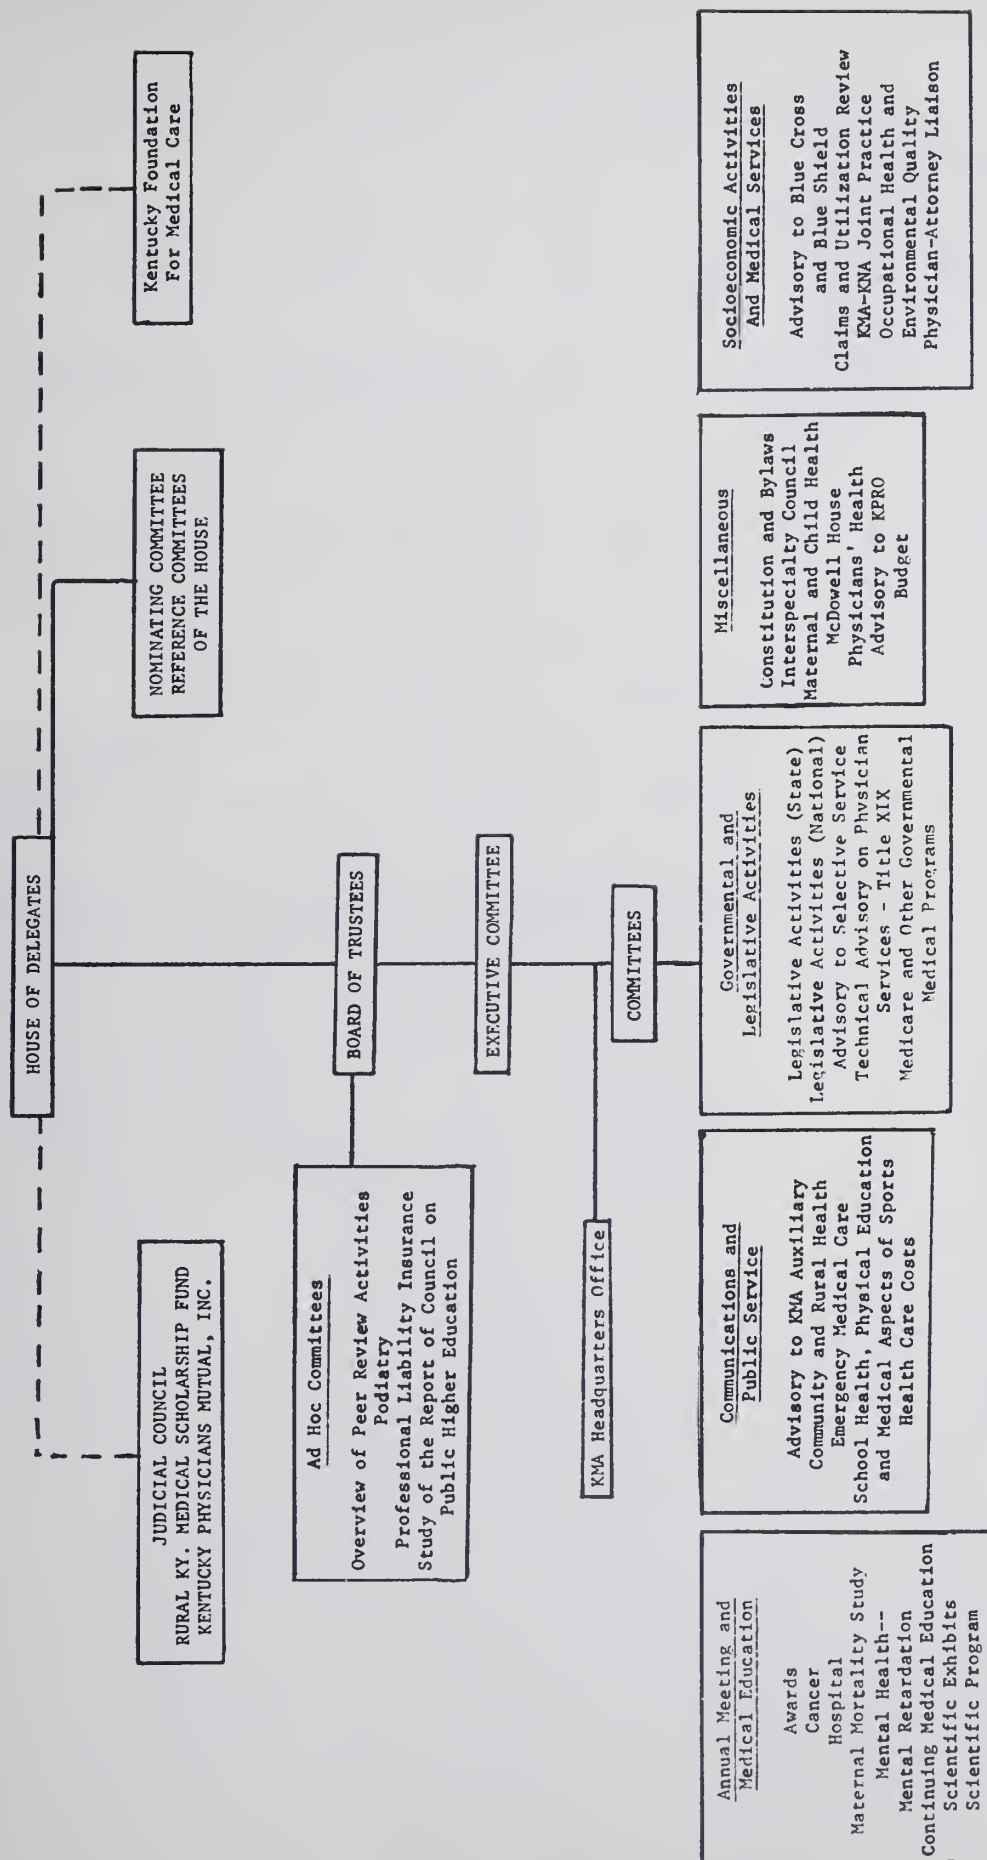 HOUSE OF DELEGATES
JUDICIAL COUNCIL
RURAL KY. MEDICAL SCHOLARSHIP FUND
KENTUCKY PHYSICIANS MUTUAL, INC.
NOMINATING COMMITTEE
REFERENCE COMMITTEES
OF THE HOUSE
Kentucky Foundation
For Medical Care
BOARD OF TRUSTEES
Ad Hoc Committees
Overview of Peer Review Activities
Podiatry
Professional Liability Insurance
Study of the Report of Council on
Public Higher Education
EXECUTIVE COMMITTEE
KMA Headquarters Office
COMMITTEES
Annual Meeting and
Medical Education
Awards
Cancer
Hospital
Maternal Mortality Study
Mental Health--
Mental Retardation
Continuing Medical Education
Scientific Exhibits
Scientific Program
Communications and
Public Service
Advisory to KMA Auxiliary
Community and Rural Health
Emergency Medical Care
School Health, Physical Education
and Medical Aspects of Sports
Health Care Costs
Governmental and
Legislative Activities
Legislative Activities (State)
Legislative Activities (National)
Advisory to Selective Service
Technical Advisory on Physician
Services - Title XIX
Medicare and Other Governmental
Medical Programs
Miscellaneous
Constitution and Bylaws
Interspecialty Council
Maternal and Child Health
McDowell House
Physicians' Health
Advisory to KPRO
Budget
Socioeconomic Activities
And Medical Services
Advisory to Blue Cross
and Blue Shield
Claims and Utilization Review
KMA-KNA Joint Practice
Occupational Health and
Environmental Quality
Physician-Attorney Liaison